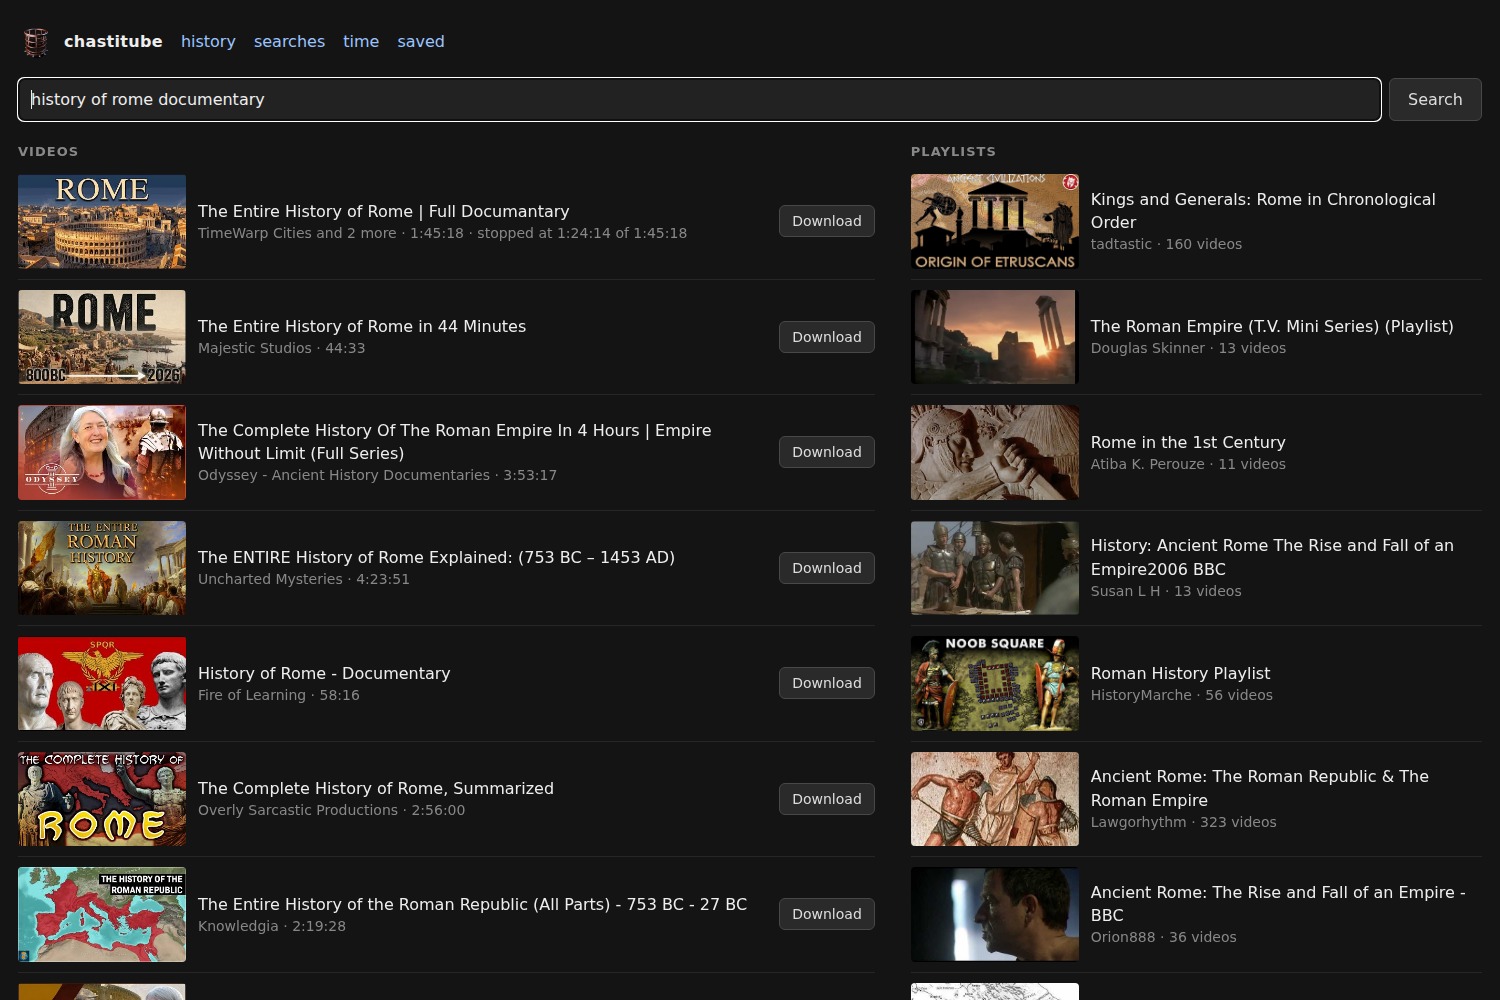 chastitube history searches time saved
history of rome documentary
Search
VIDEOS
ROME
The Entire History of Rome | Full Documantary
TimeWarp Cities and 2 more · 1:45:18 · stopped at 1:24:14 of 1:45:18
Download
ROME
800BC
2026
The Entire History of Rome in 44 Minutes
Majestic Studios · 44:33
Download
ODYSSEY
The Complete History Of The Roman Empire In 4 Hours | Empire
Without Limit (Full Series)
Odyssey - Ancient History Documentaries · 3:53:17
Download
THE ENTIRE
ROMAN
HISTORY
The ENTIRE History of Rome Explained: (753 BC – 1453 AD)
Uncharted Mysteries · 4:23:51
Download
SPQR
History of Rome - Documentary
Fire of Learning · 58:16
Download
THE COMPLETE HISTORY OF
ROME
The Complete History of Rome, Summarized
Overly Sarcastic Productions · 2:56:00
Download
THE HISTORY OF THE
ROMAN REPUBLIC
The Entire History of the Roman Republic (All Parts) - 753 BC - 27 BC
Knowledgia · 2:19:28
Download
PLAYLISTS
ANCIENT CIVILIZATIONS
ORIGIN OF ETRUSCANS
Kings and Generals: Rome in Chronological
Order
tadtastic · 160 videos
The Roman Empire (T.V. Mini Series) (Playlist)
Douglas Skinner · 13 videos
Rome in the 1st Century
Atiba K. Perouze · 11 videos
History: Ancient Rome The Rise and Fall of an
Empire2006 BBC
Susan L H · 13 videos
NOOB SQUARE
Roman History Playlist
HistoryMarche · 56 videos
Ancient Rome: The Roman Republic & The
Roman Empire
Lawgorhythm · 323 videos
Ancient Rome: The Rise and Fall of an Empire -
BBC
Orion888 · 36 videos